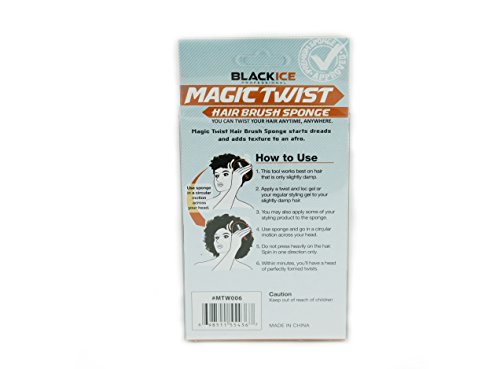 PREMIUM SPONGE
APPROVED
BLACKICE
PROFESSIONAL
MAGIC TWIST
HAIR BRUSH SPONGE
YOU CAN TWIST YOUR HAIR ANYTIME, ANYWHERE.
Magic Twist Hair Brush Sponge starts dreads
and adds texture to an afro.
How to Use
1. This tool works best on hair
that is only slightly damp.
2. Apply a twist and loc gel or
your regular styling gel to your
slightly damp hair.
3. You may also apply some of your
styling product to the sponge.
4. Use sponge and go in a circular
motion across your head.
5. Do not press heavily on the hair.
Spin in one direction only.
6. Within minutes, you'll have a head
of perfectly formed twists.
Use sponge
in a circular
motion
across
your head.
#MTW006
Caution
Keep out of reach of children
MADE IN CHINA